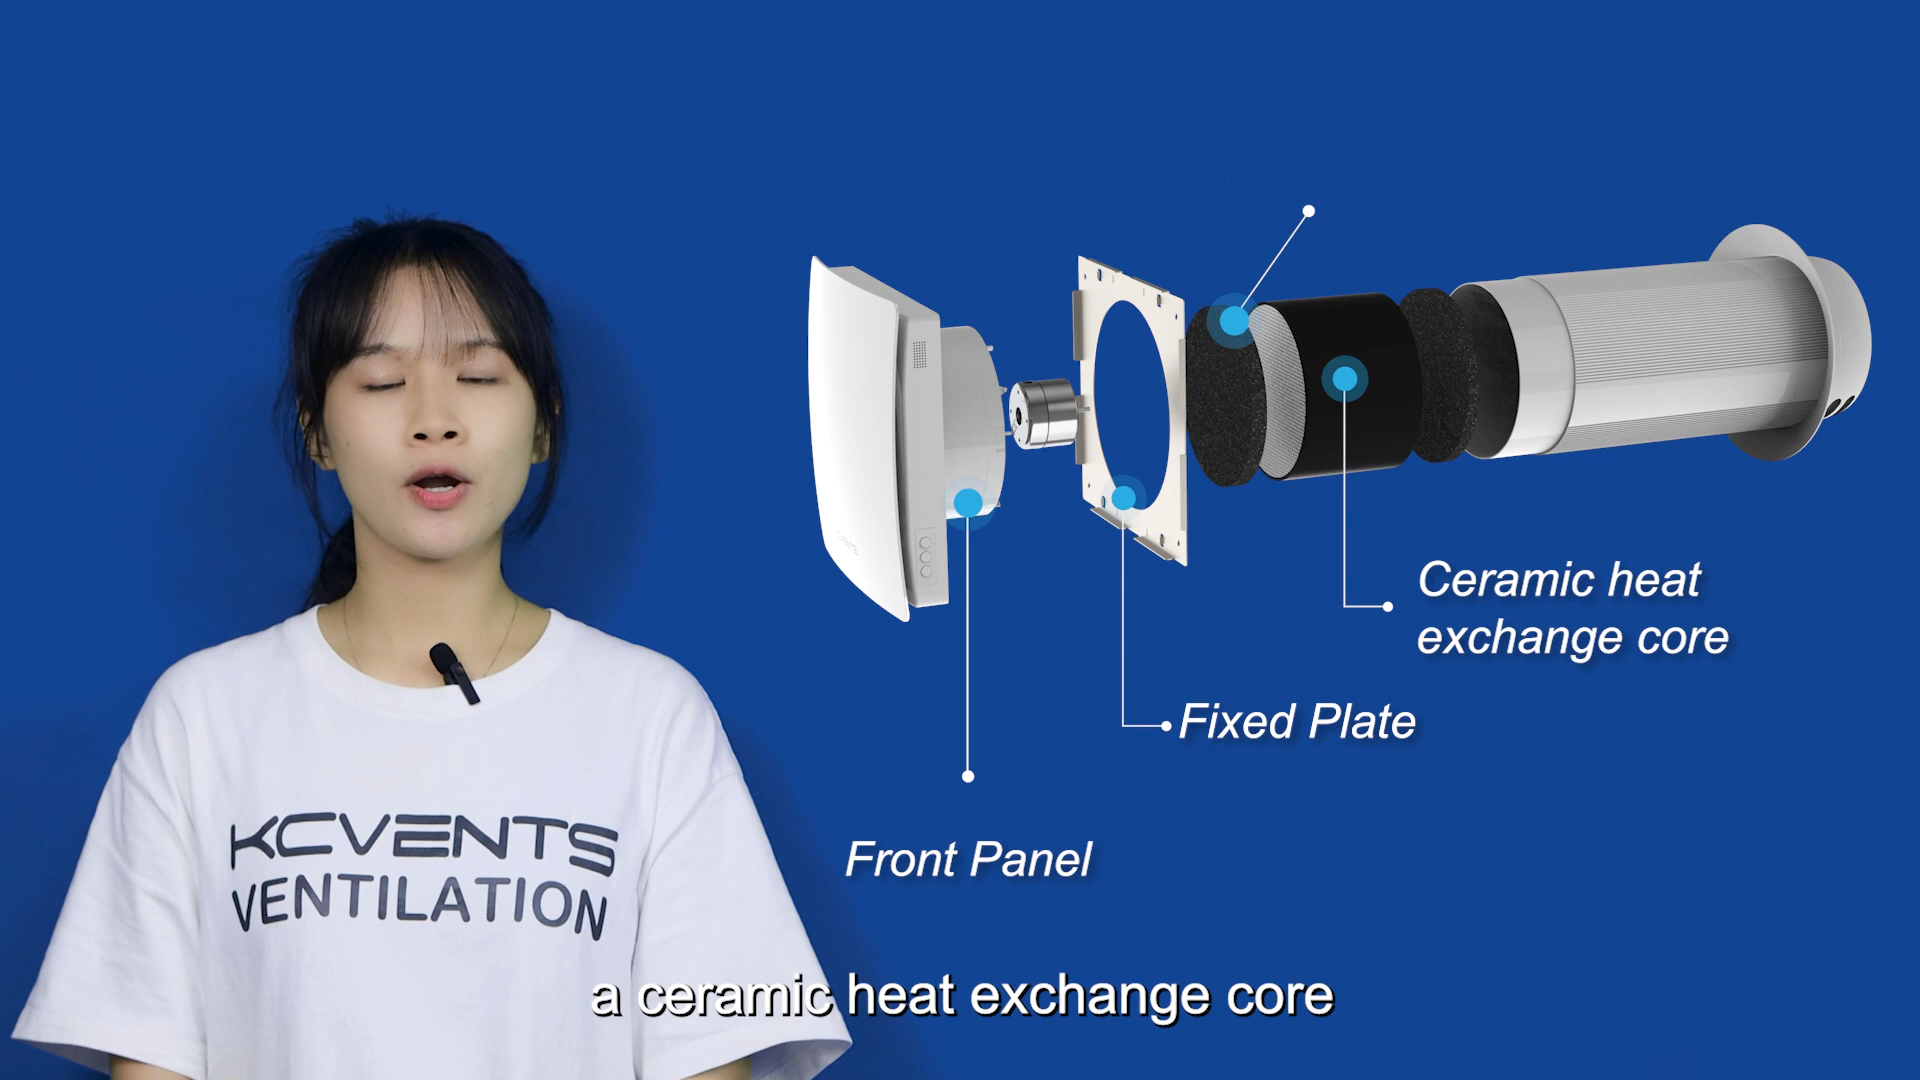 Ceramic heat
exchange core
Fixed Plate
Front Panel
KCVENTS
VENTILATION
a ceramic heat exchange core